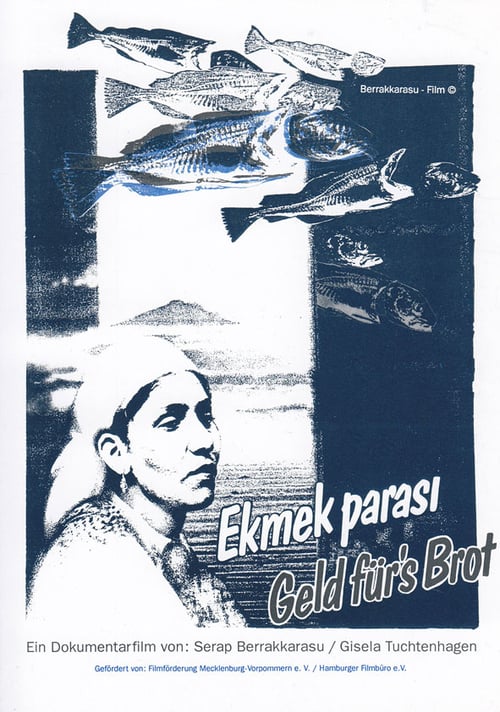 Berrakkarasu - Film ©
Ekmek parası
Geld für's Brot
Ein Dokumentarfilm von: Serap Berrakkarasu / Gisela Tuchtenhagen
Gefördert von: Filmförderung Mecklenburg-Vorpommern e. V. / Hamburger Filmbüro e.V.